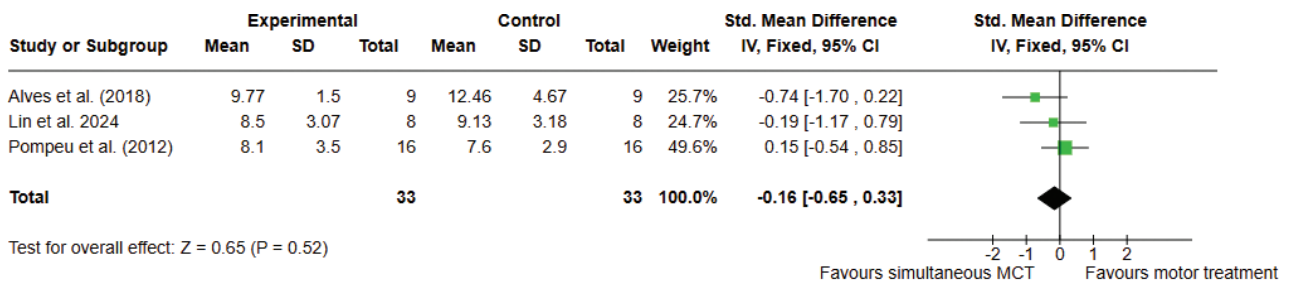 Experimental Control Std. Mean Difference Std. Mean Difference
Study or Subgroup Mean SD Total Mean SD Total Weight IV, Fixed, 95% CI IV, Fixed, 95% CI
Alves et al. (2018) 9.77 1.5 9 12.46 4.67 9 25.7% -0.74 [-1.70 , 0.22]
Lin et al. 2024 8.5 3.07 8 9.13 3.18 8 24.7% -0.19 [-1.17 , 0.79]
Pompeu et al. (2012) 8.1 3.5 16 7.6 2.9 16 49.6% 0.15 [-0.54 , 0.85]
Total 33 33 100.0% -0.16 [-0.65 , 0.33]
Test for overall effect: Z = 0.65 (P = 0.52)
-2 -1 0 1 2
Favours simultaneous MCT Favours motor treatment